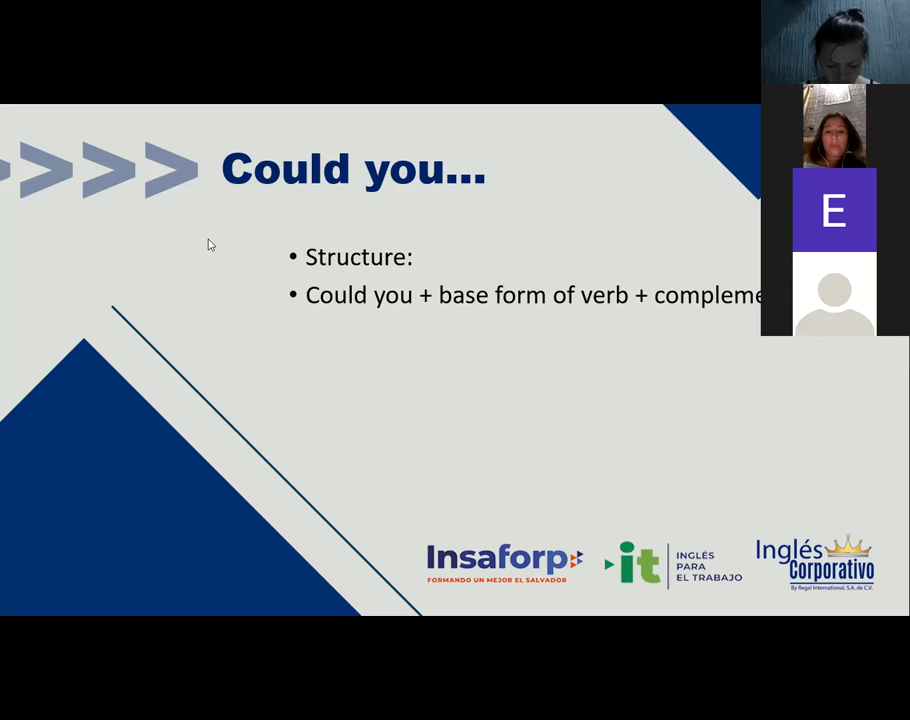 >>>> Could you...
• Structure:
• Could you + base form of verb + compleme
E
Insaforp
FORMANDO UN MEJOR EL SALVADOR
it
INGLÉS
PARA
EL TRABAJO
Inglés
Corporativo
By Regal International, S.A. de C.V.